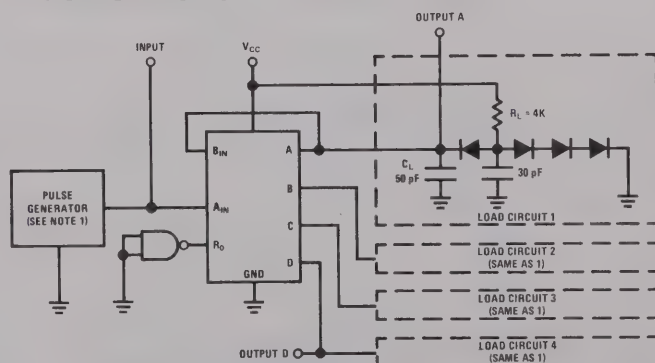 OUTPUT A
INPUT
VCC
RL = 4K
BIN
A
CL
50 pF
30 pF
B
PULSE
GENERATOR
(SEE NOTE 1)
AIN
LOAD CIRCUIT 1
C
RO
LOAD CIRCUIT 2
(SAME AS 1)
D
GND
LOAD CIRCUIT 3
(SAME AS 1)
OUTPUT D
LOAD CIRCUIT 4
(SAME AS 1)